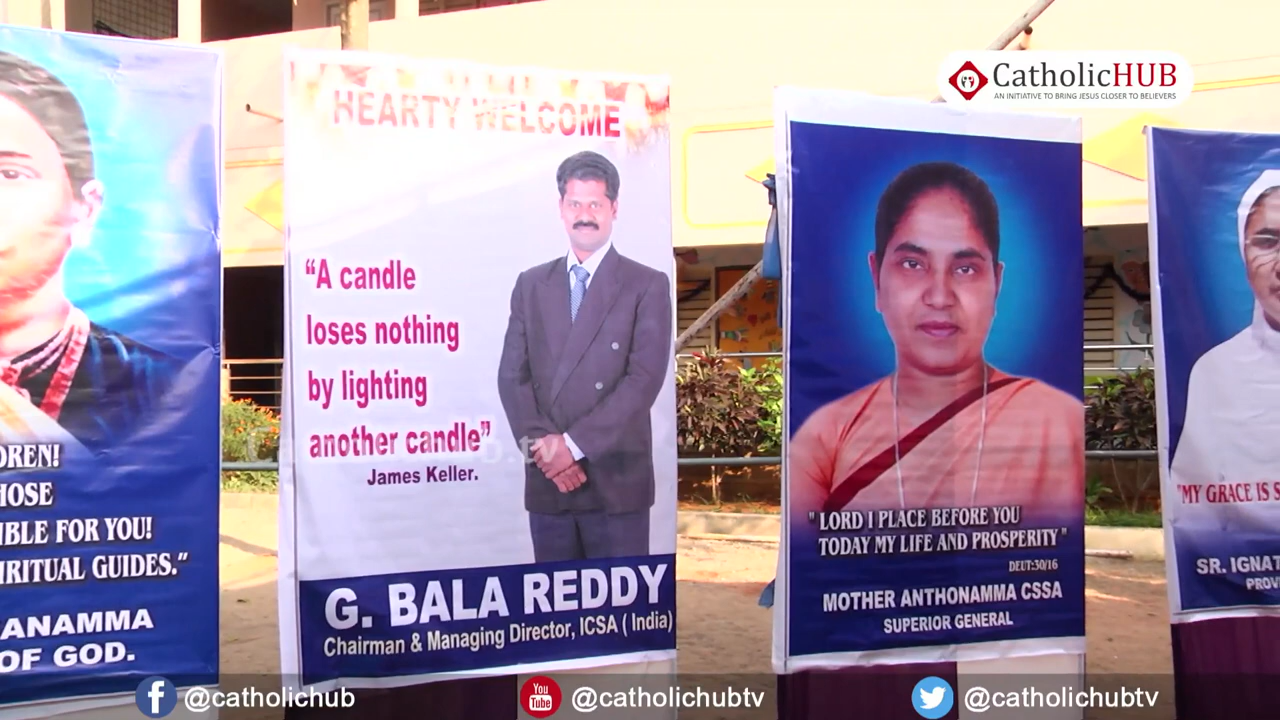 CatholicHUB
AN INITIATIVE TO BRING JESUS CLOSER TO BELIEVERS
DREN!
HOSE
IBLE FOR YOU!
IRITUAL GUIDES."
ANAMMA
OF GOD.
HEARTY WELCOME
"A candle
loses nothing
by lighting
another candle"
James Keller.
G. BALA REDDY
Chairman & Managing Director, ICSA ( India)
" LORD I PLACE BEFORE YOU
TODAY MY LIFE AND PROSPERITY "
DEUT:30/16
MOTHER ANTHONAMMA CSSA
SUPERIOR GENERAL
"MY GRACE IS S
SR. IGNAT
PROV
@catholichub
You Tube
@catholichubtv
@catholichubtv